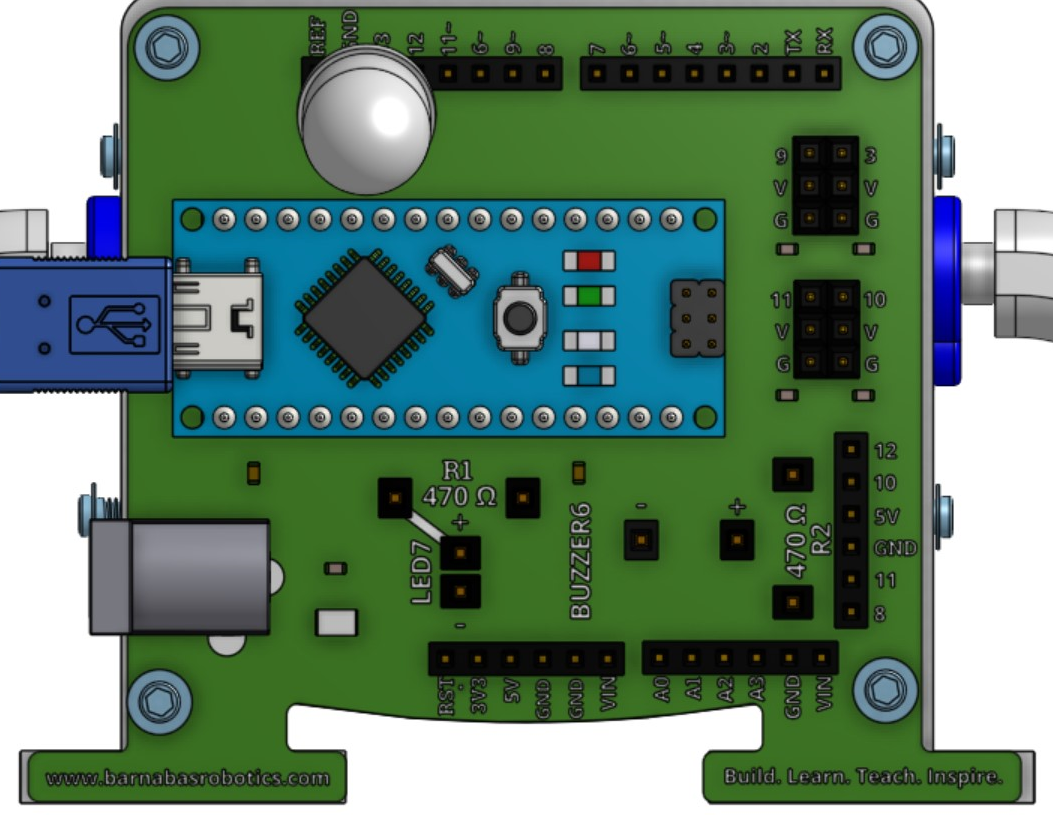 REF
GND
3
12
11~
6~
9~
8
7
6~
5~
4
3~
2
TX
RX
9
3
V
V
G
G
11
10
V
V
G
G
R1
470 Ω
+
LED7
-
BUZZER6
-
+
470 Ω
R2
12
10
5V
GND
11
8
RST
3V3
5V
GND
GND
VIN
A0
A1
A2
A3
GND
VIN
www.barnabasrobotics.com
Build. Learn. Teach. Inspire.